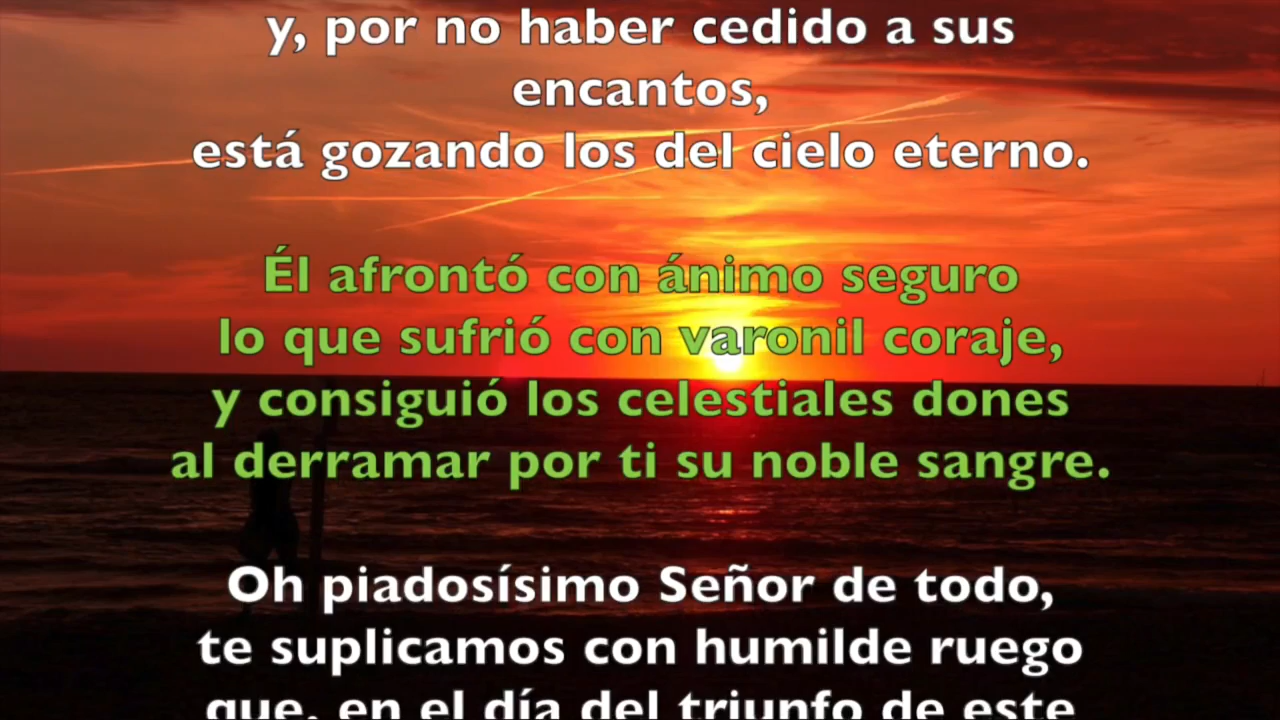 y, por no haber cedido a sus
encantos,
está gozando los del cielo eterno.
Él afrontó con ánimo seguro
lo que sufrió con varonil coraje,
y consiguió los celestiales dones
al derramar por ti su noble sangre.
Oh piadosísimo Señor de todo,
te suplicamos con humilde ruego
que, en el día del triunfo de este